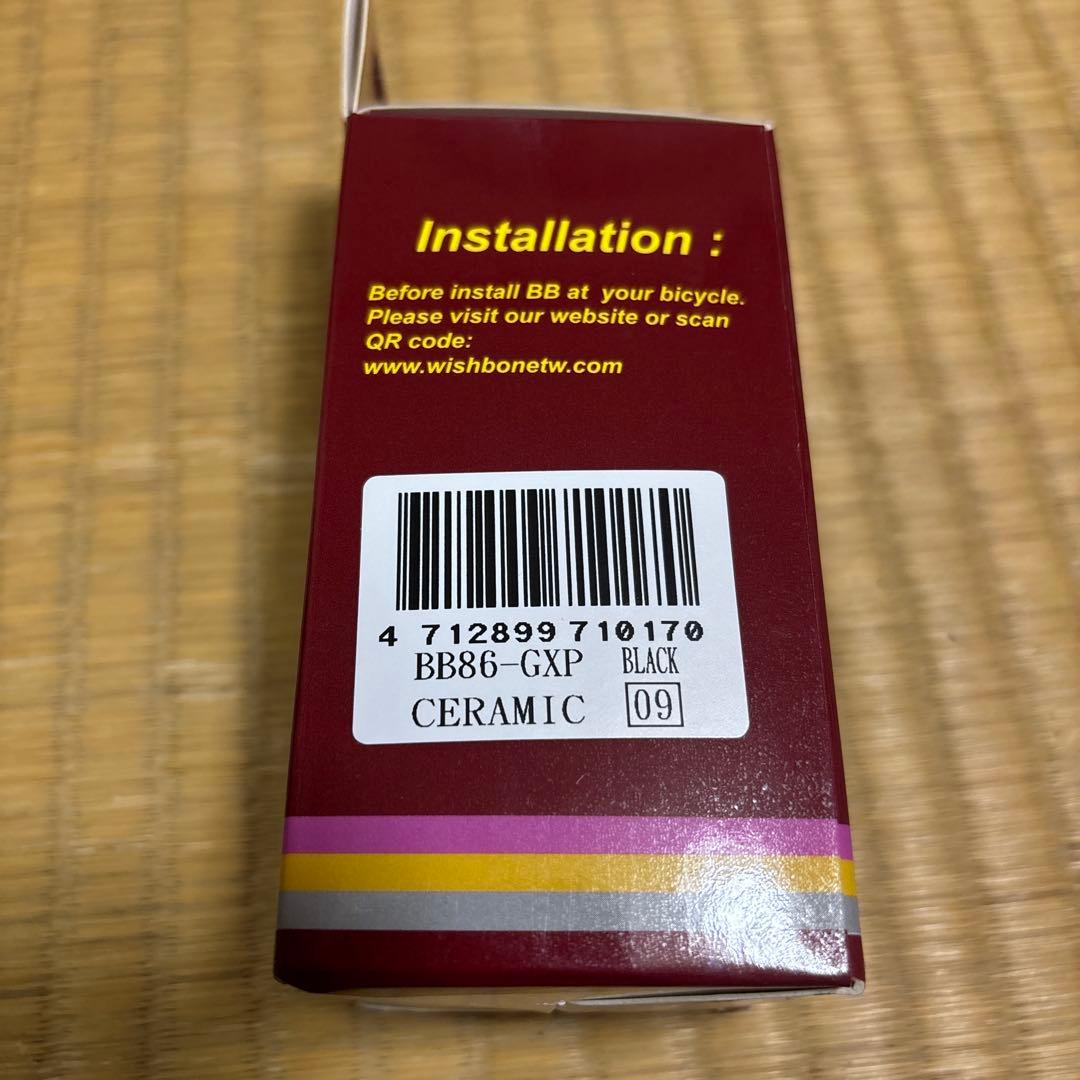 Installation :
Before install BB at your bicycle.
Please visit our website or scan
QR code:
www.wishbonetw.com
4 712899 710170
BB86-GXP BLACK
CERAMIC 09